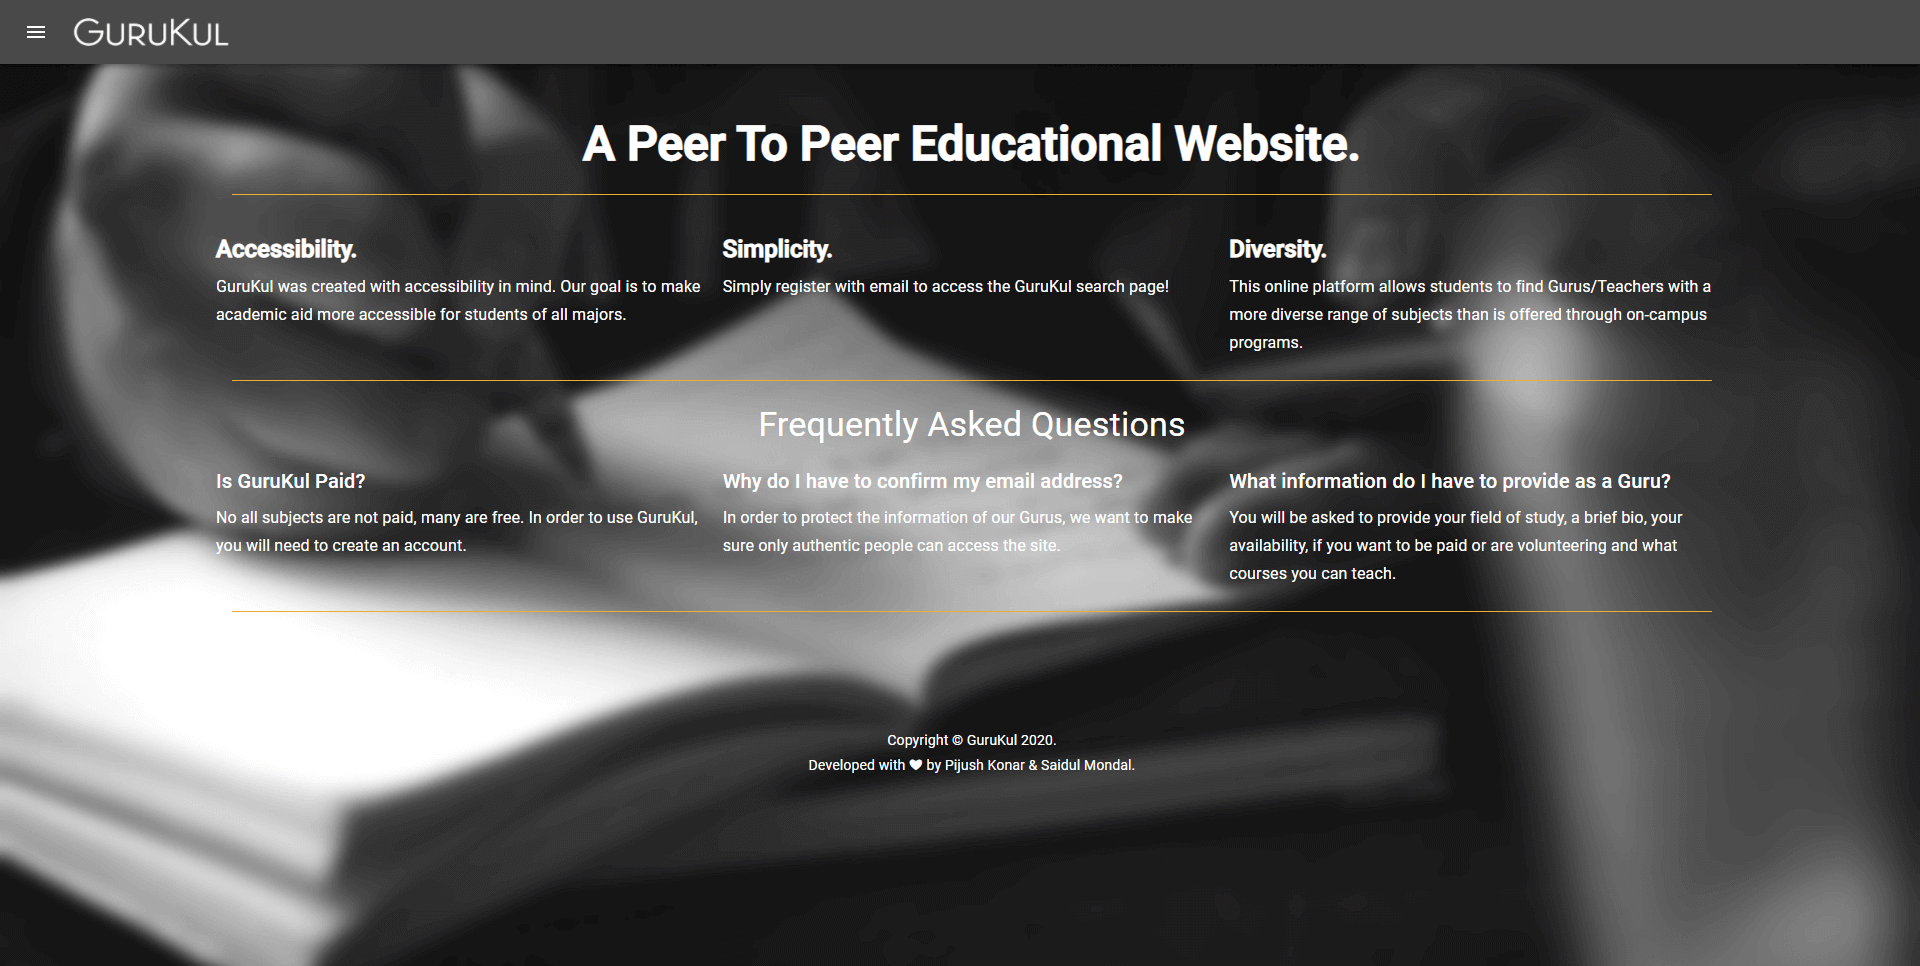 GURUKUL
A Peer To Peer Educational Website.
Accessibility.
GuruKul was created with accessibility in mind. Our goal is to make
academic aid more accessible for students of all majors.
Simplicity.
Simply register with email to access the GuruKul search page!
Diversity.
This online platform allows students to find Gurus/Teachers with a
more diverse range of subjects than is offered through on-campus
programs.
Frequently Asked Questions
Is GuruKul Paid?
No all subjects are not paid, many are free. In order to use GuruKul,
you will need to create an account.
Why do I have to confirm my email address?
In order to protect the information of our Gurus, we want to make
sure only authentic people can access the site.
What information do I have to provide as a Guru?
You will be asked to provide your field of study, a brief bio, your
availability, if you want to be paid or are volunteering and what
courses you can teach.
Copyright © GuruKul 2020.
Developed with ♥ by Pijush Konar & Saidul Mondal.